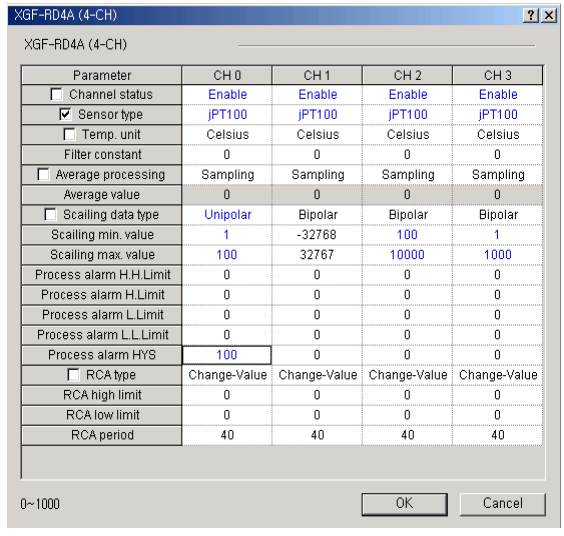 XGF-RD4A (4-CH)
XGF-RD4A (4-CH)
Parameter CH 0 CH 1 CH 2 CH 3
Channel status Enable Enable Enable Enable
Sensor type jPT100 jPT100 jPT100 jPT100
Temp. unit Celsius Celsius Celsius Celsius
Filter constant 0 0 0 0
Average processing Sampling Sampling Sampling Sampling
Average value 0 0 0 0
Scailing data type Unipolar Bipolar Bipolar Bipolar
Scailing min. value 1 -32768 100 1
Scailing max. value 100 32767 10000 1000
Process alarm H.H.Limit 0 0 0 0
Process alarm H.Limit 0 0 0 0
Process alarm L.Limit 0 0 0 0
Process alarm L.L.Limit 0 0 0 0
Process alarm HYS 100 0 0 0
RCA type Change-Value Change-Value Change-Value Change-Value
RCA high limit 0 0 0 0
RCA low limit 0 0 0 0
RCA period 40 40 40 40
0~1000 OK Cancel